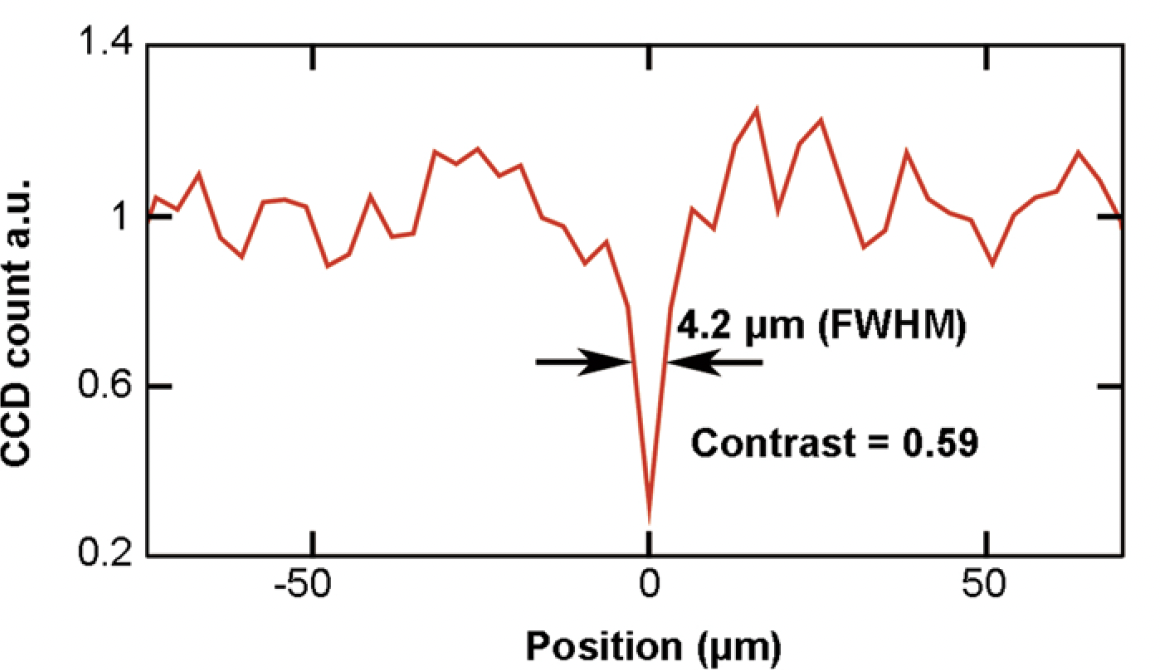 1.4
1
0.6
0.2
CCD count a.u.
4.2 µm (FWHM)
Contrast = 0.59
-50 0 50
Position (µm)